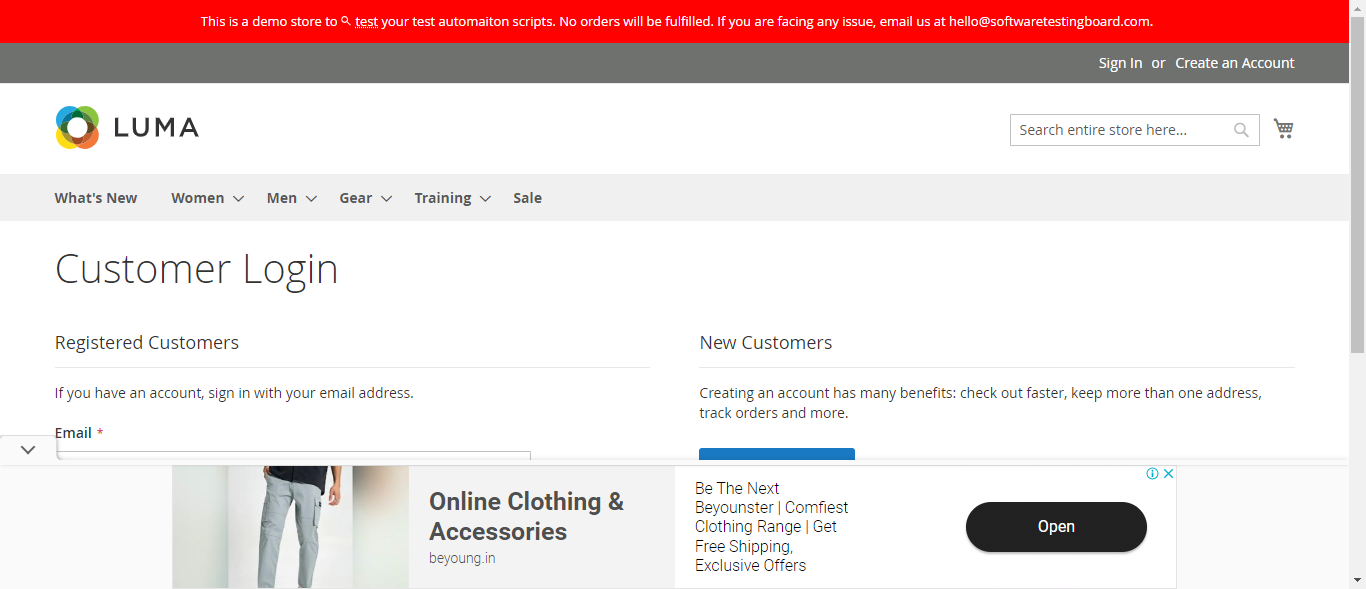 This is a demo store to test your test automaiton scripts. No orders will be fulfilled. If you are facing any issue, email us at hello@softwaretestingboard.com.
Sign In or Create an Account
LUMA
Search entire store here...
What's New Women Men Gear Training Sale
Customer Login
Registered Customers
If you have an account, sign in with your email address.
Email *
New Customers
Creating an account has many benefits: check out faster, keep more than one address,
track orders and more.
Online Clothing &
Accessories
beyoung.in
Be The Next
Beyounster | Comfiest
Clothing Range | Get
Free Shipping,
Exclusive Offers
Open